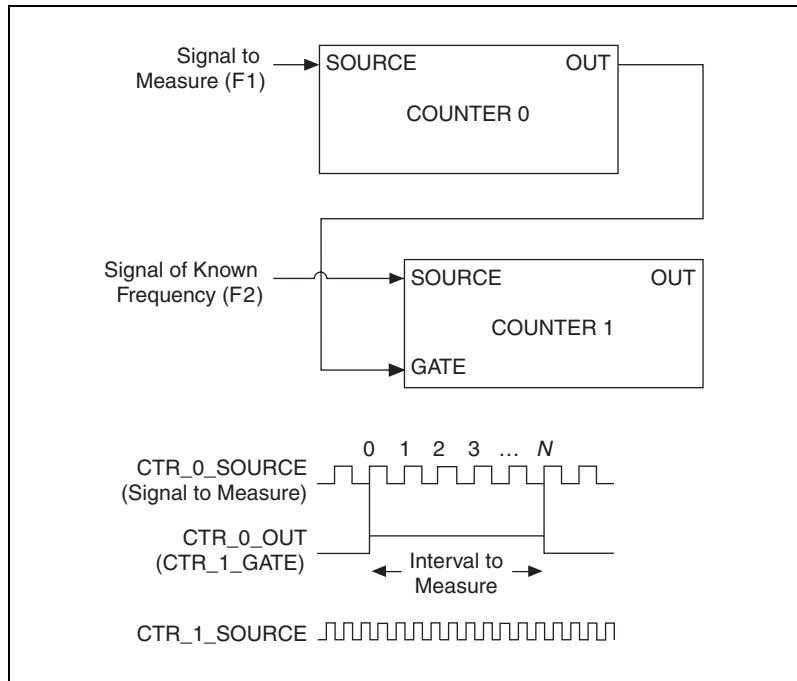 Signal to
Measure (F1)
SOURCE OUT
COUNTER 0
Signal of Known
Frequency (F2)
SOURCE OUT
COUNTER 1
GATE
0 1 2 3 … N
CTR_0_SOURCE
(Signal to Measure)
CTR_0_OUT
(CTR_1_GATE)
Interval to
Measure
CTR_1_SOURCE